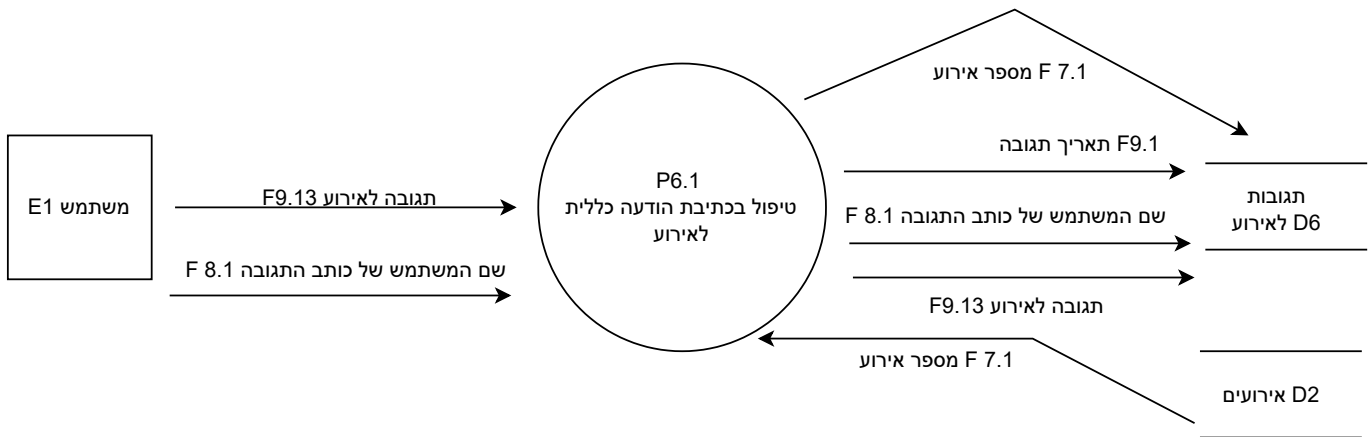 F 7.1 מספר אירוע
F9.1 תאריך תגובה
P6.1
טיפול בכתיבת הודעה כללית
לאירוע
משתמש E1
תגובה לאירוע F9.13
שם המשתמש של כותב התגובה F 8.1
שם המשתמש של כותב התגובה F 8.1
תגובות
לאירוע D6
תגובה לאירוע F9.13
F 7.1 מספר אירוע
D2 אירועים